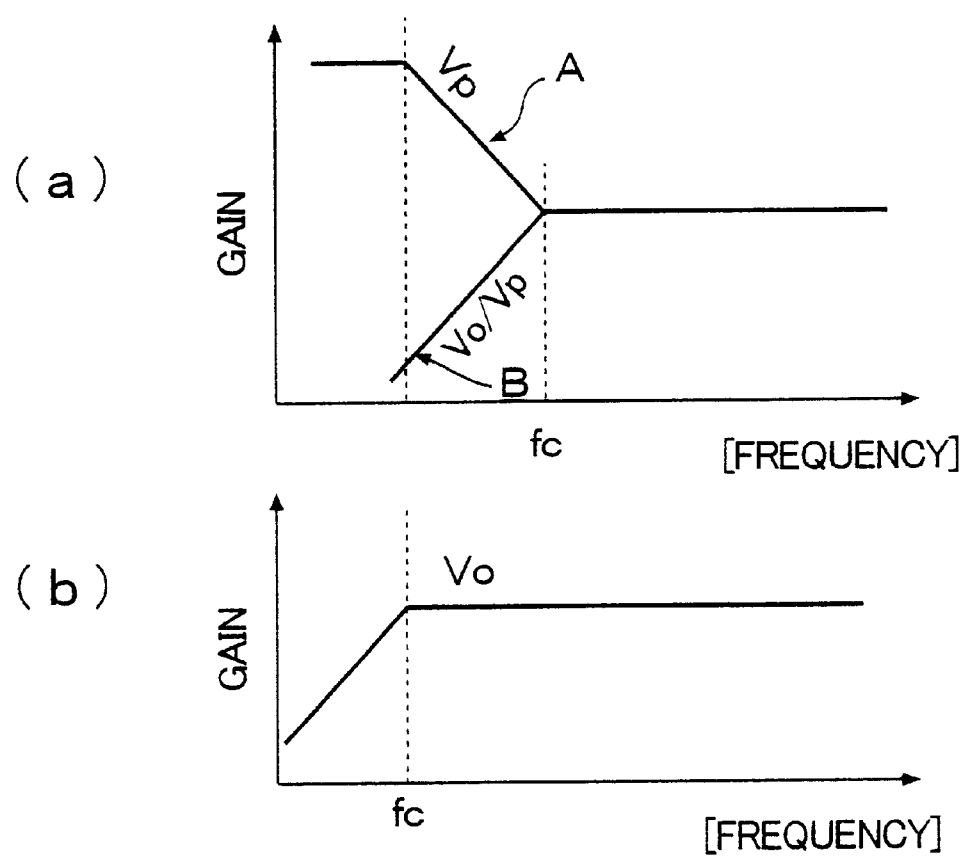 (a)
GAIN
Vp
A
Vo/Vp
B
fc
[FREQUENCY]
(b)
GAIN
Vo
fc
[FREQUENCY]